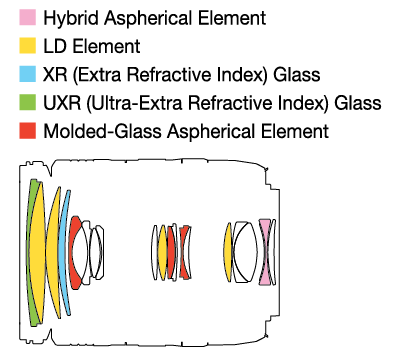 Hybrid Aspherical Element
LD Element
XR (Extra Refractive Index) Glass
UXR (Ultra-Extra Refractive Index) Glass
Molded-Glass Aspherical Element